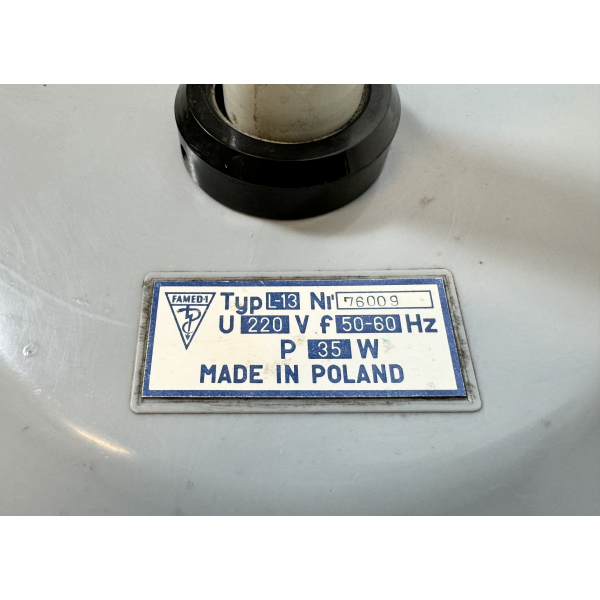 FAMED-1
Typ L-13 Nr 76009
U 220 V f 50-60 Hz
P 35 W
MADE IN POLAND